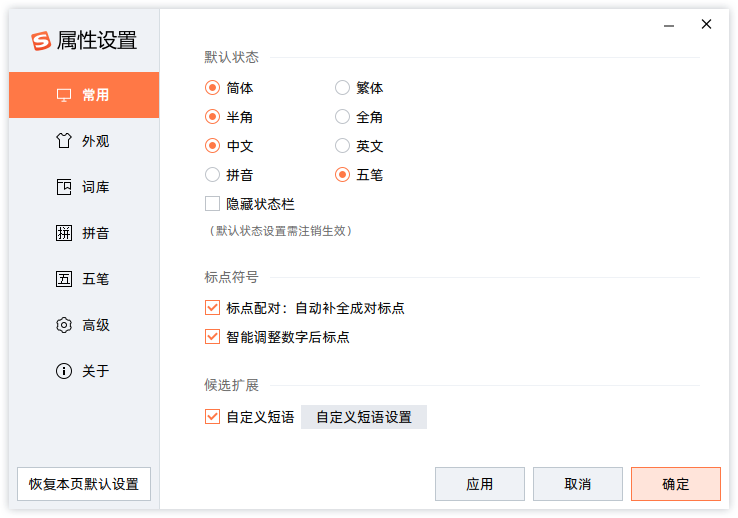 属性设置
常用
外观
词库
拼音
五笔
高级
关于
恢复本页默认设置
默认状态
简体 繁体
半角 全角
中文 英文
拼音 五笔
隐藏状态栏
(默认状态设置需注销生效)
标点符号
标点配对：自动补全成对标点
智能调整数字后标点
候选扩展
自定义短语 自定义短语设置
应用 取消 确定